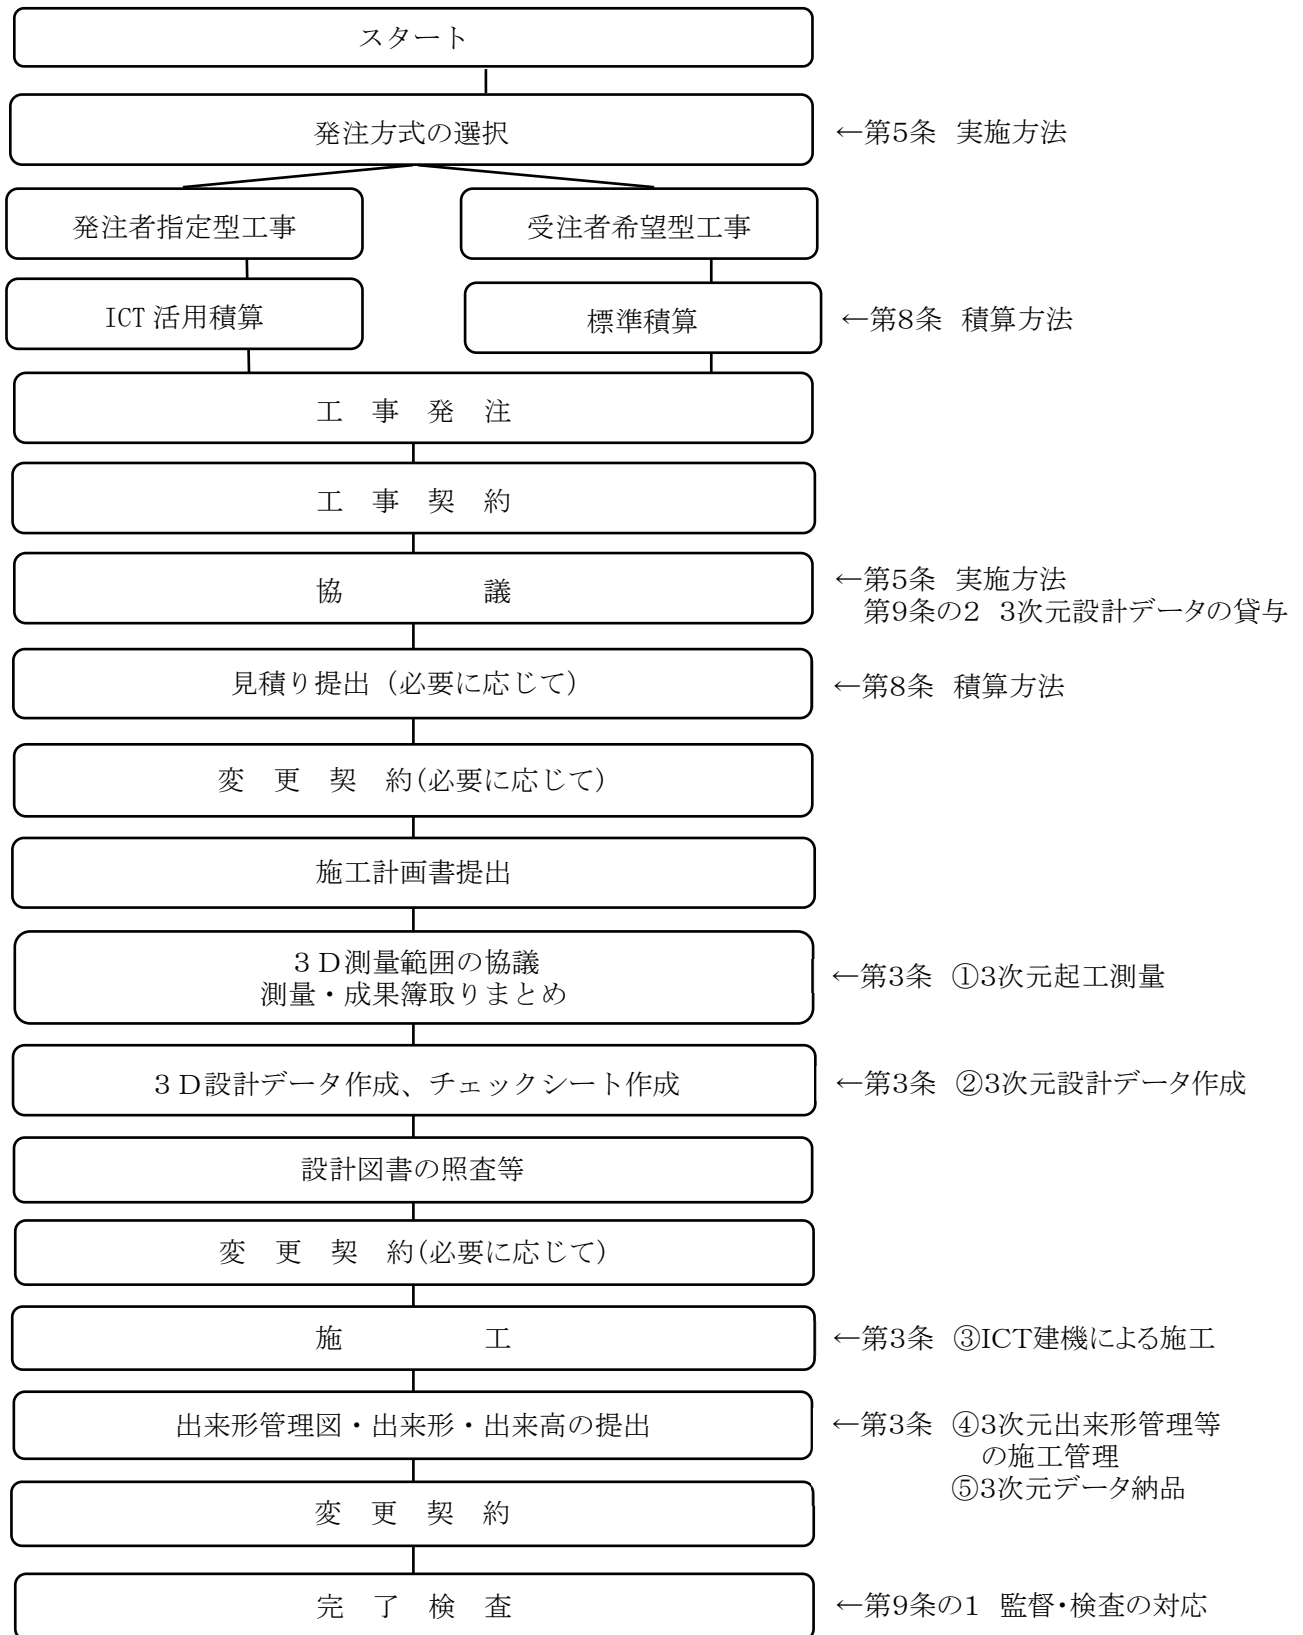 スタート
発注方式の選択
←第5条 実施方法
発注者指定型工事
受注者希望型工事
ICT 活用積算
標準積算
←第8条 積算方法
工 事 発 注
工 事 契 約
協 議
←第5条 実施方法
第9条の2 3次元設計データの貸与
見積り提出（必要に応じて）
←第8条 積算方法
変 更 契 約(必要に応じて)
施工計画書提出
3D測量範囲の協議
測量・成果簿取りまとめ
←第3条 ①3次元起工測量
3D設計データ作成、チェックシート作成
←第3条 ②3次元設計データ作成
設計図書の照査等
変 更 契 約(必要に応じて)
施 工
←第3条 ③ICT建機による施工
出来形管理図・出来形・出来高の提出
←第3条 ④3次元出来形管理等
の施工管理
⑤3次元データ納品
変 更 契 約
完 了 検 査
←第9条の1 監督・検査の対応